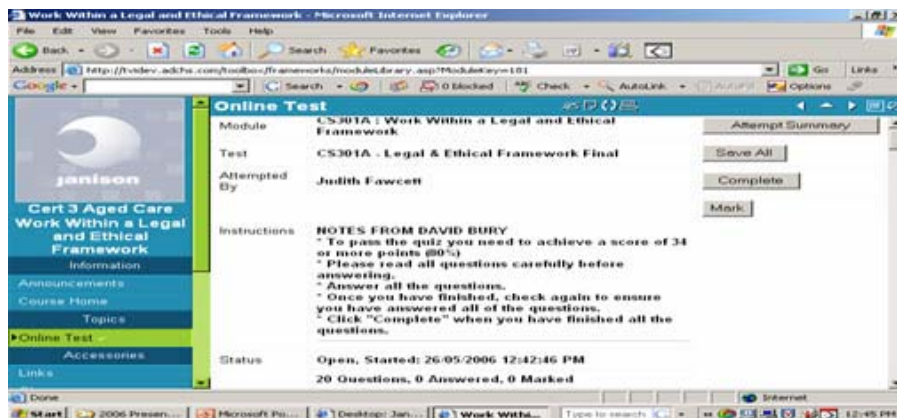 Work Within a Legal and Ethical Framework - Microsoft Internet Explorer
File Edit View Favorites Tools Help
Back Search Favorites
Address http://tvidev.adchs.com/toolbox/frameworks/moduleLibrary.asp?ModuleKey=101 Go Links
Google Search 0 blocked Check AutoLink Options
Online Test
Module CS301A : Work Within a Legal and Ethical Framework Attempt Summary
Test CS301A - Legal & Ethical Framework Final Save All
Attempted By Judith Fawcett Complete
Mark
janison
Cert 3 Aged Care
Work Within a Legal
and Ethical
Framework
Information
Announcements
Course Home
Topics
Online Test
Accessories
Links
Instructions NOTES FROM DAVID BURY
* To pass the quiz you need to achieve a score of 34
or more points (80%)
* Please read all questions carefully before
answering.
* Answer all the questions.
* Once you have finished, check again to ensure
you have answered all of the questions.
* Click "Complete" when you have finished all the
questions.
Status Open, Started: 26/05/2006 12:42:46 PM
20 Questions, 0 Answered, 0 Marked
Done Internet
Start 2006 Presen... Microsoft Po... Desktop: Jan... Work Withi... Type to search 12:45 PM